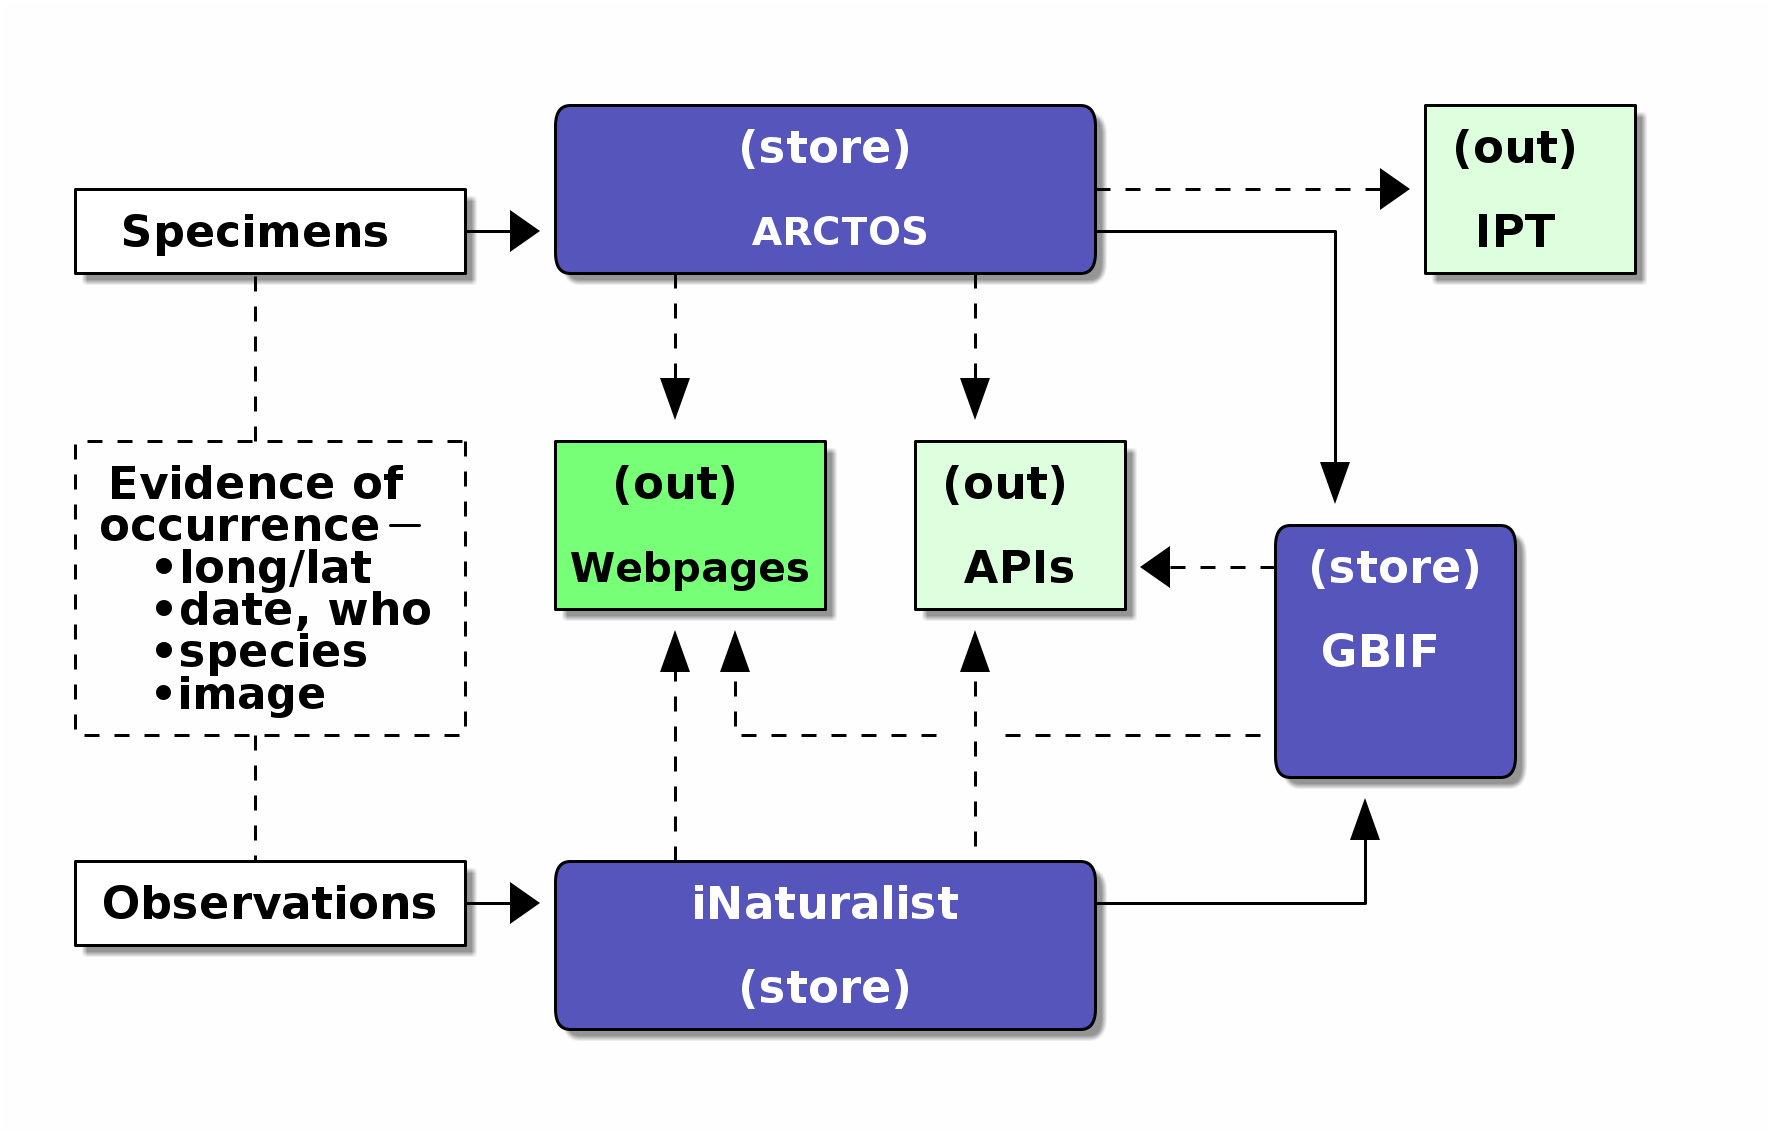 (store)
ARCTOS
(out)
IPT
Specimens
Evidence of
occurrence—
•long/lat
•date, who
•species
•image
(out)
Webpages
(out)
APIs
(store)
GBIF
Observations
iNaturalist
(store)